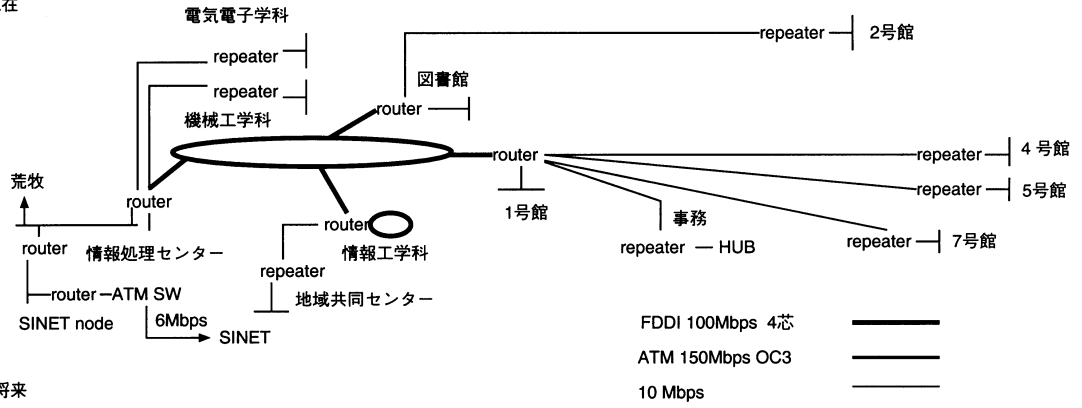 在
電気電子学科
repeater
repeater
機械工学科
図書館
router
repeater
2号館
router
1号館
repeater
4 号館
repeater
5号館
repeater
7号館
事務
repeater
HUB
荒牧
router
router
情報処理センター
router
情報工学科
repeater
地域共同センター
router
ATM SW
SINET node
6Mbps
SINET
FDDI 100Mbps 4芯
ATM 150Mbps OC3
10 Mbps
将来